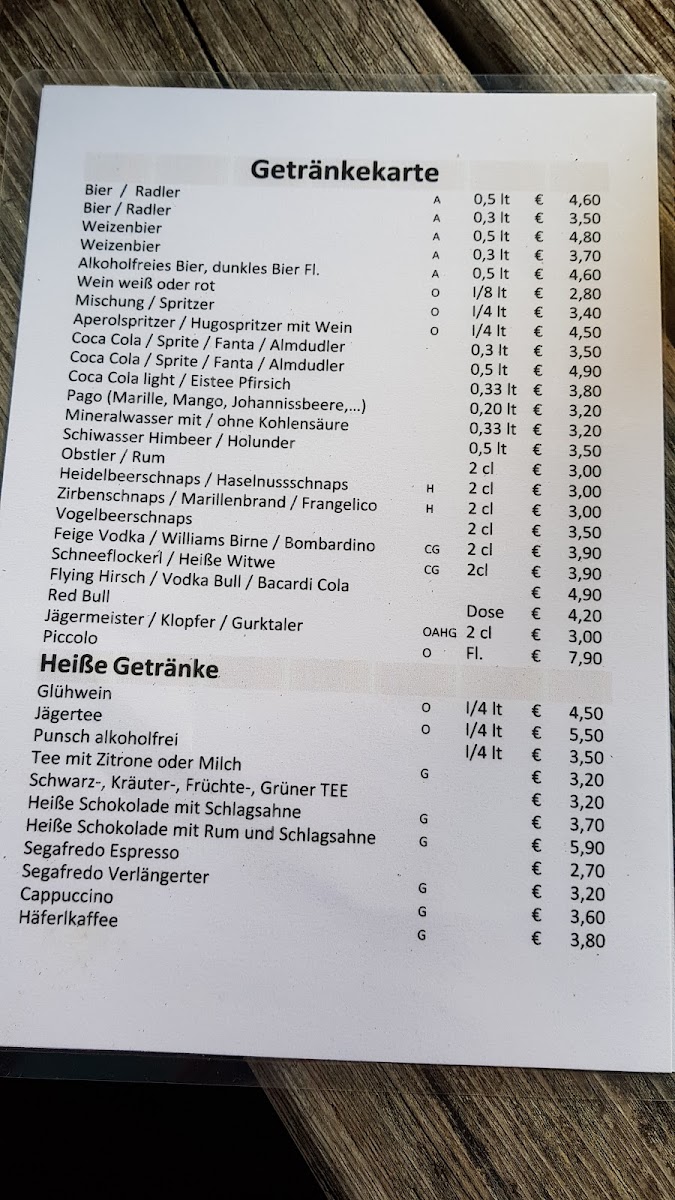 Getränkekarte
Bier / Radler A 0,5 lt € 4,60
Bier / Radler A 0,3 lt € 3,50
Weizenbier A 0,5 lt € 4,80
Weizenbier A 0,3 lt € 3,70
Alkoholfreies Bier, dunkles Bier Fl. A 0,5 lt € 4,60
Wein weiß oder rot O l/8 lt € 2,80
Mischung / Spritzer O l/4 lt € 3,40
Aperolspritzer / Hugospritzer mit Wein O l/4 lt € 4,50
Coca Cola / Sprite / Fanta / Almdudler 0,3 lt € 3,50
Coca Cola / Sprite / Fanta / Almdudler 0,5 lt € 4,90
Coca Cola light / Eistee Pfirsich 0,33 lt € 3,80
Pago (Marille, Mango, Johannissbeere,...) 0,20 lt € 3,20
Mineralwasser mit / ohne Kohlensäure 0,33 lt € 3,20
Schiwasser Himbeer / Holunder 0,5 lt € 3,50
Obstler / Rum 2 cl € 3,00
Heidelbeerschnaps / Haselnussschnaps H 2 cl € 3,00
Zirbenschnaps / Marillenbrand / Frangelico H 2 cl € 3,00
Vogelbeerschnaps 2 cl € 3,50
Feige Vodka / Williams Birne / Bombardino CG 2 cl € 3,90
Schneeflockerl / Heiße Witwe CG 2cl € 3,90
Flying Hirsch / Vodka Bull / Bacardi Cola € 4,90
Red Bull Dose € 4,20
Jägermeister / Klopfer / Gurktaler OAHG 2 cl € 3,00
Piccolo O Fl. € 7,90
Heiße Getränke
Glühwein O l/4 lt € 4,50
Jägertee O l/4 lt € 5,50
Punsch alkoholfrei l/4 lt € 3,50
Tee mit Zitrone oder Milch G € 3,20
Schwarz-, Kräuter-, Früchte-, Grüner TEE € 3,20
Heiße Schokolade mit Schlagsahne G € 3,70
Heiße Schokolade mit Rum und Schlagsahne G € 5,90
Segafredo Espresso € 2,70
Segafredo Verlängerter G € 3,20
Cappuccino G € 3,60
Häferlkaffee G € 3,80